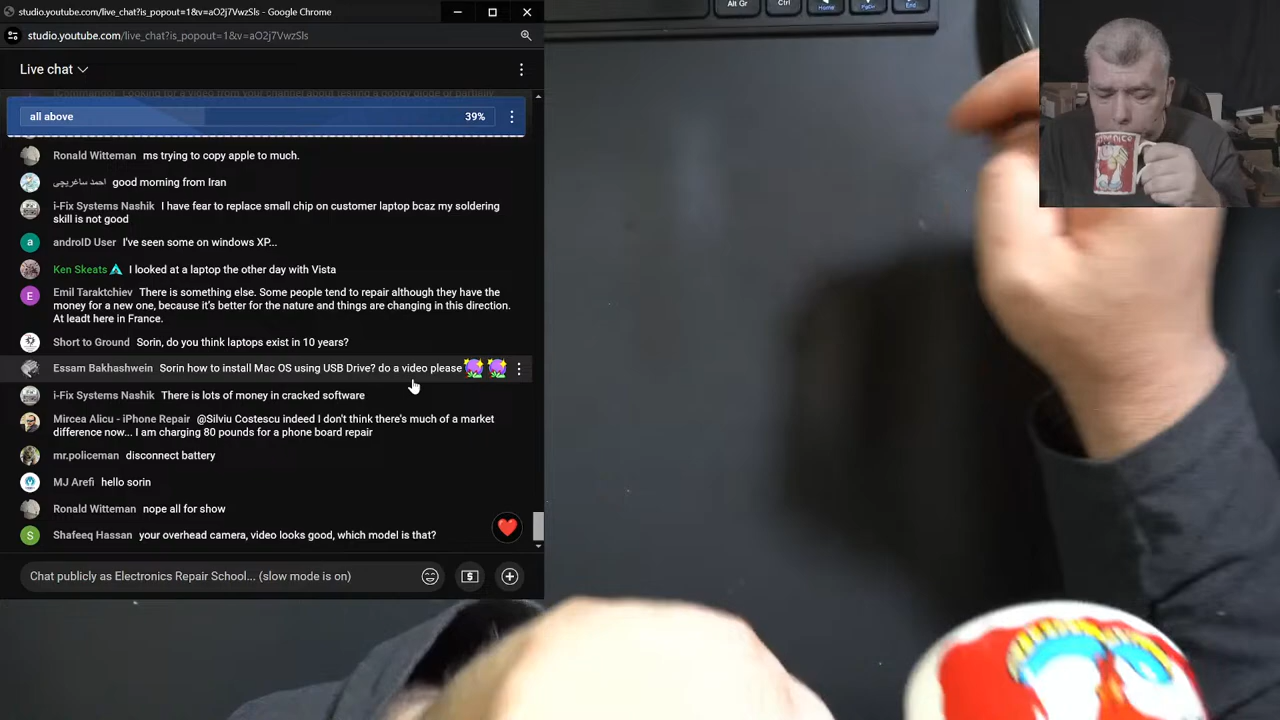 studio.youtube.com/live_chat?is_popout=1&v=aO2j7VwzSls - Google Chrome
studio.youtube.com/live_chat?is_popout=1&v=aO2j7VwzSls
Live chat
all above 39%
Ronald Witteman ms trying to copy apple to much.
احمد ساغریچی good morning from Iran
i-Fix Systems Nashik I have fear to replace small chip on customer laptop bcaz my soldering
skill is not good
androID User I've seen some on windows XP...
Ken Skeats I looked at a laptop the other day with Vista
Emil Taraktchiev There is something else. Some people tend to repair although they have the
money for a new one, because it's better for the nature and things are changing in this direction.
At leadt here in France.
Short to Ground Sorin, do you think laptops exist in 10 years?
Essam Bakhashwein Sorin how to install Mac OS using USB Drive? do a video please
i-Fix Systems Nashik There is lots of money in cracked software
Mircea Alicu - iPhone Repair @Silviu Costescu indeed I don't think there's much of a market
difference now... I am charging 80 pounds for a phone board repair
mr.policeman disconnect battery
MJ Arefi hello sorin
Ronald Witteman nope all for show
Shafeeq Hassan your overhead camera, video looks good, which model is that?
Chat publicly as Electronics Repair School... (slow mode is on)
Alt Gr
Ctrl
End